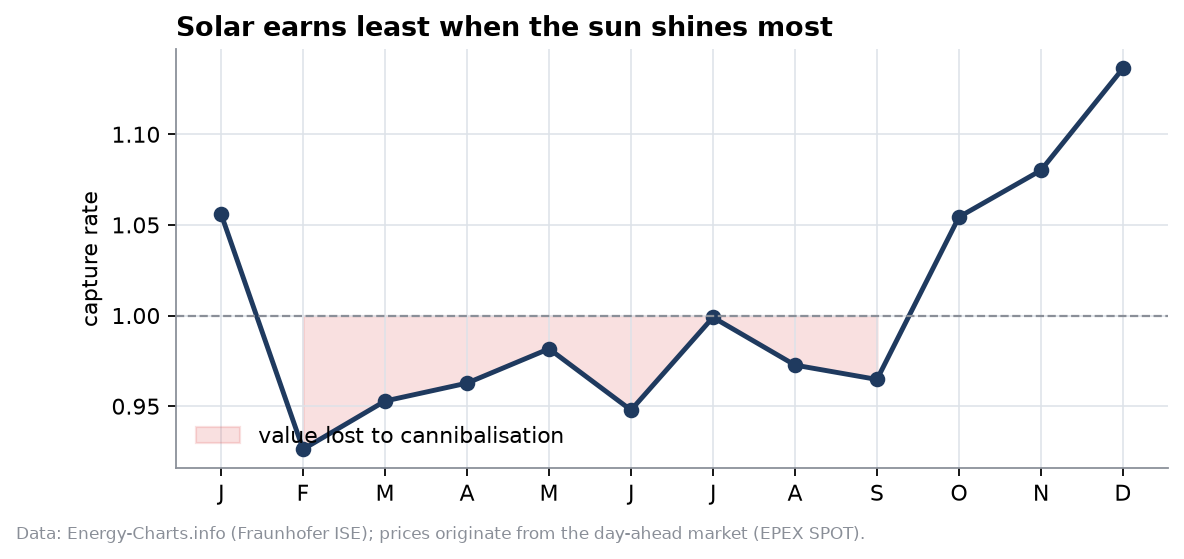 Solar earns least when the sun shines most
capture rate
1.10
1.05
1.00
0.95
value lost to cannibalisation
J F M A M J J A S O N D
Data: Energy-Charts.info (Fraunhofer ISE); prices originate from the day-ahead market (EPEX SPOT).